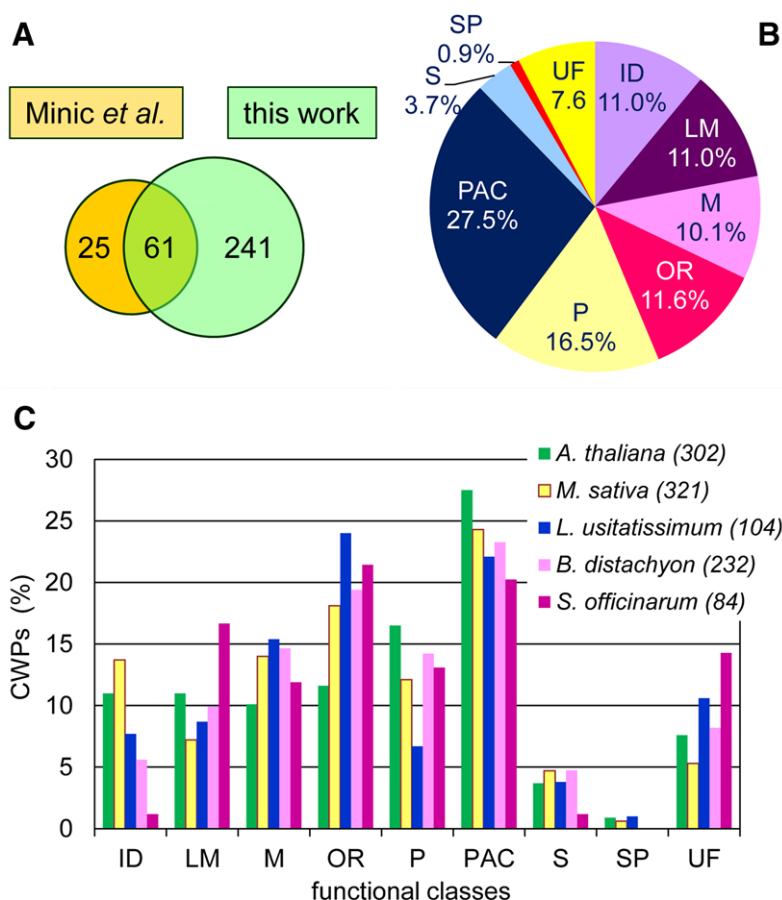 A
Minic et al.
this work
25
61
241
B
SP
0.9%
S
3.7%
UF
7.6
ID
11.0%
LM
11.0%
M
10.1%
OR
11.6%
P
16.5%
PAC
27.5%
C
CWPs (%)
30
25
20
15
10
5
0
A. thaliana (302)
M. sativa (321)
L. usitatissimum (104)
B. distachyon (232)
S. officinarum (84)
ID LM M OR P PAC S SP UF
functional classes